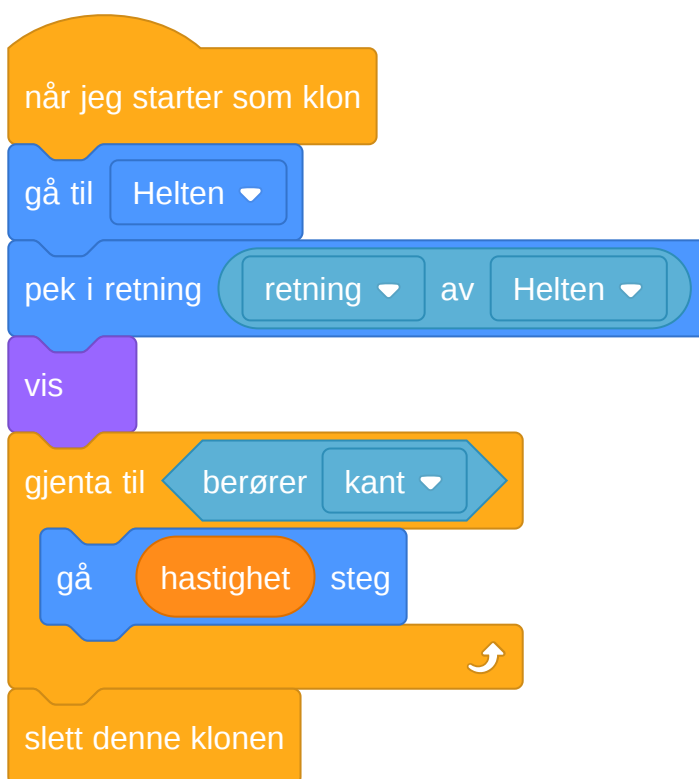 når jeg starter som klon
gå til Helten
pek i retning retning av Helten
vis
gjenta til berører kant
gå hastighet steg
slett denne klonen